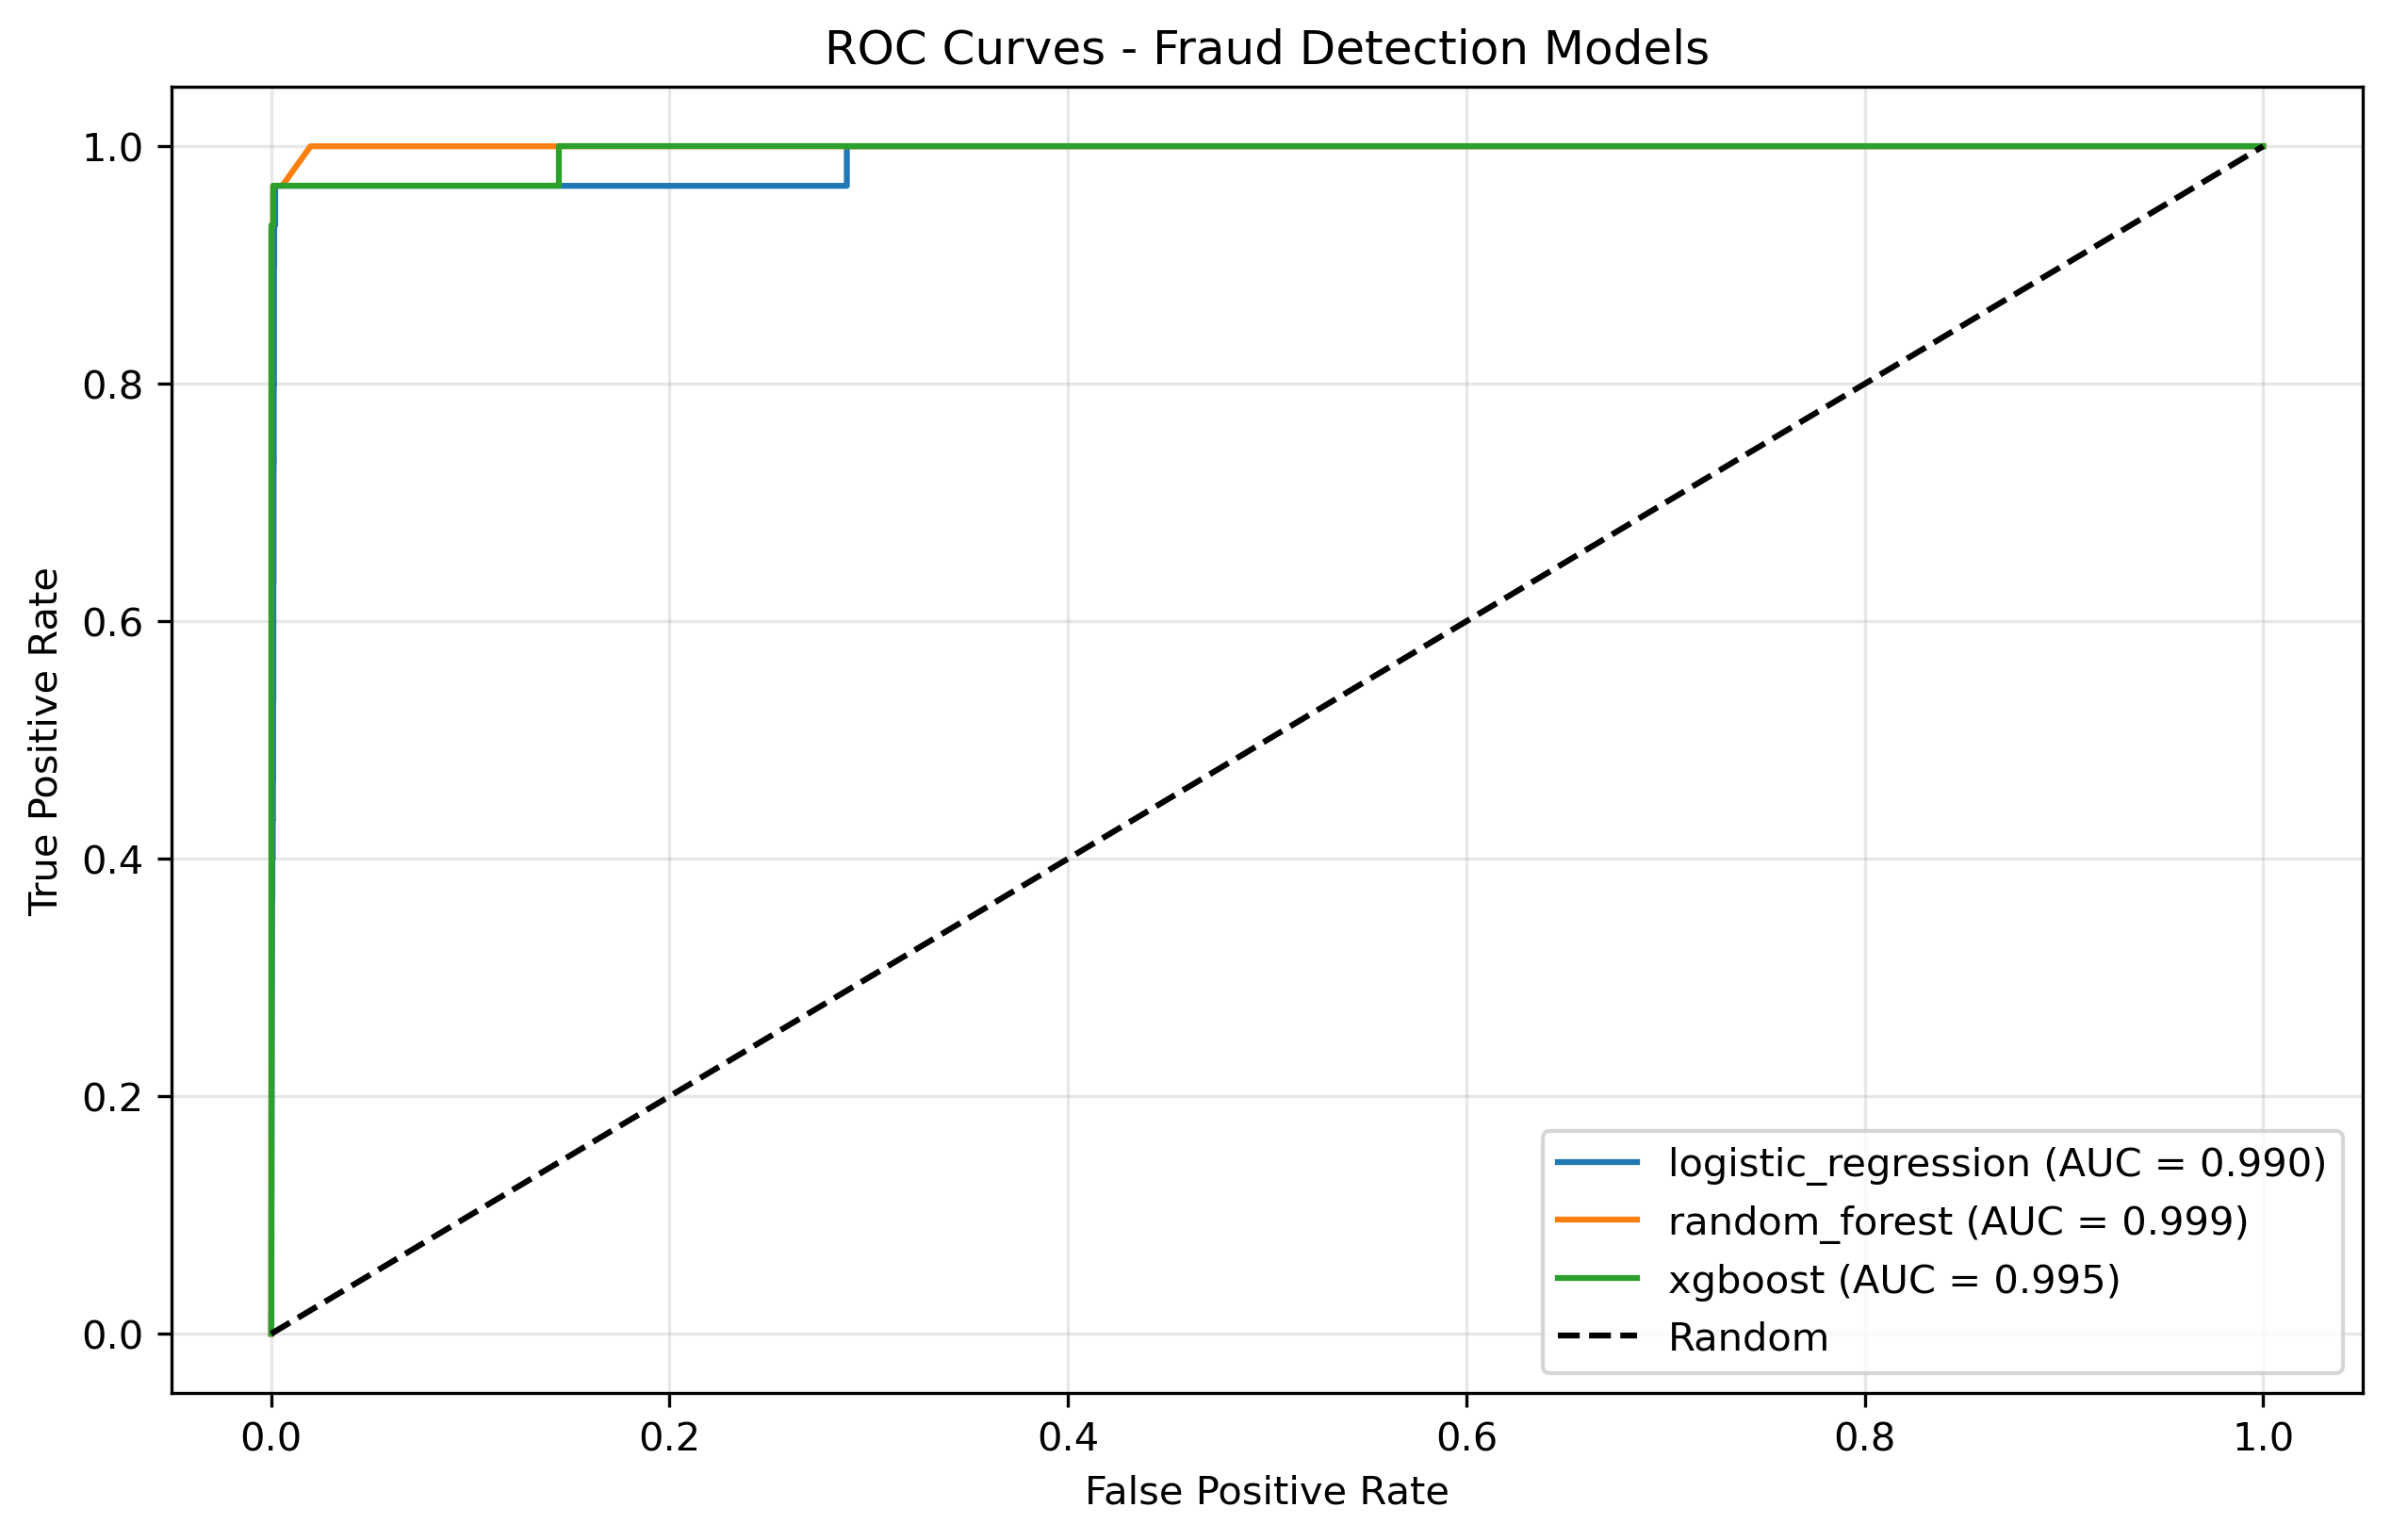 ROC Curves - Fraud Detection Models
1.0
0.8
0.6
0.4
0.2
0.0
True Positive Rate
0.0 0.2 0.4 0.6 0.8 1.0
False Positive Rate
logistic_regression (AUC = 0.990)
random_forest (AUC = 0.999)
xgboost (AUC = 0.995)
Random